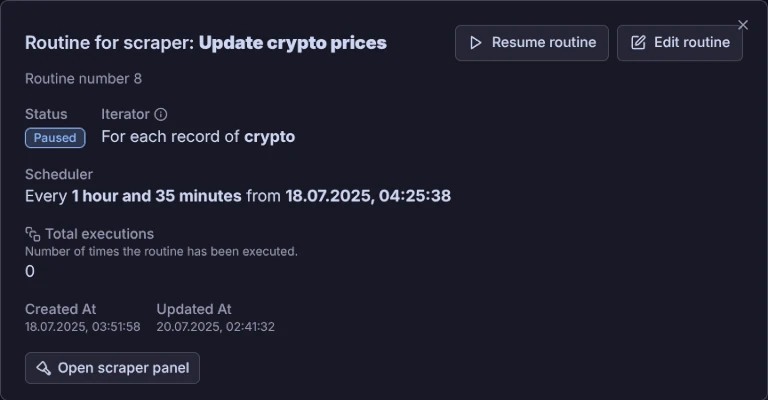 Routine for scraper: Update crypto prices
Resume routine
Edit routine
Routine number 8
Status
Iterator
Paused
For each record of crypto
Scheduler
Every 1 hour and 35 minutes from 18.07.2025, 04:25:38
Total executions
Number of times the routine has been executed.
0
Created At
Updated At
18.07.2025, 03:51:58
20.07.2025, 02:41:32
Open scraper panel